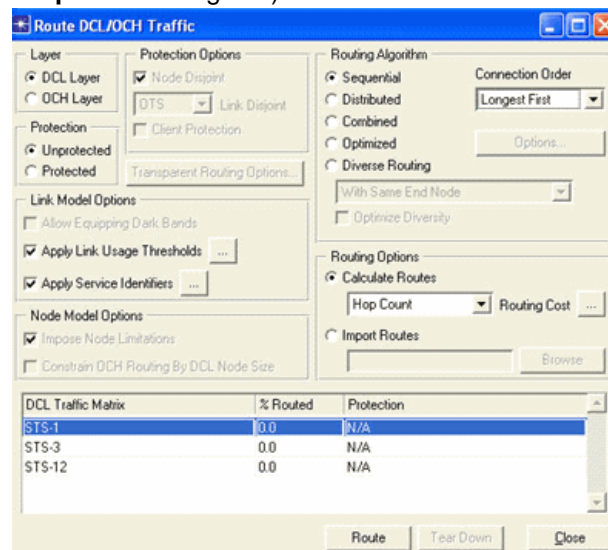 Route DCL/OCH Traffic
Layer
DCL Layer
OCH Layer
Protection Options
Node Disjoint
OTS
Link Disjoint
Client Protection
Protection
Unprotected
Protected
Transparent Routing Options...
Link Model Options
Allow Equipping Dark Bands
Apply Link Usage Thresholds ...
Apply Service Identifiers ...
Node Model Options
Impose Node Limitations
Constrain OCH Routing By DCL Node Size
Routing Algorithm
Sequential
Distributed
Combined
Optimized
Diverse Routing
Connection Order
Longest First
Options...
With Same End Node
Optimize Diversity
Routing Options
Calculate Routes
Hop Count
Routing Cost ...
Import Routes
Browse
DCL Traffic Matrix % Routed Protection
STS-1 0.0 N/A
STS-3 0.0 N/A
STS-12 0.0 N/A
Route Tear Down Close